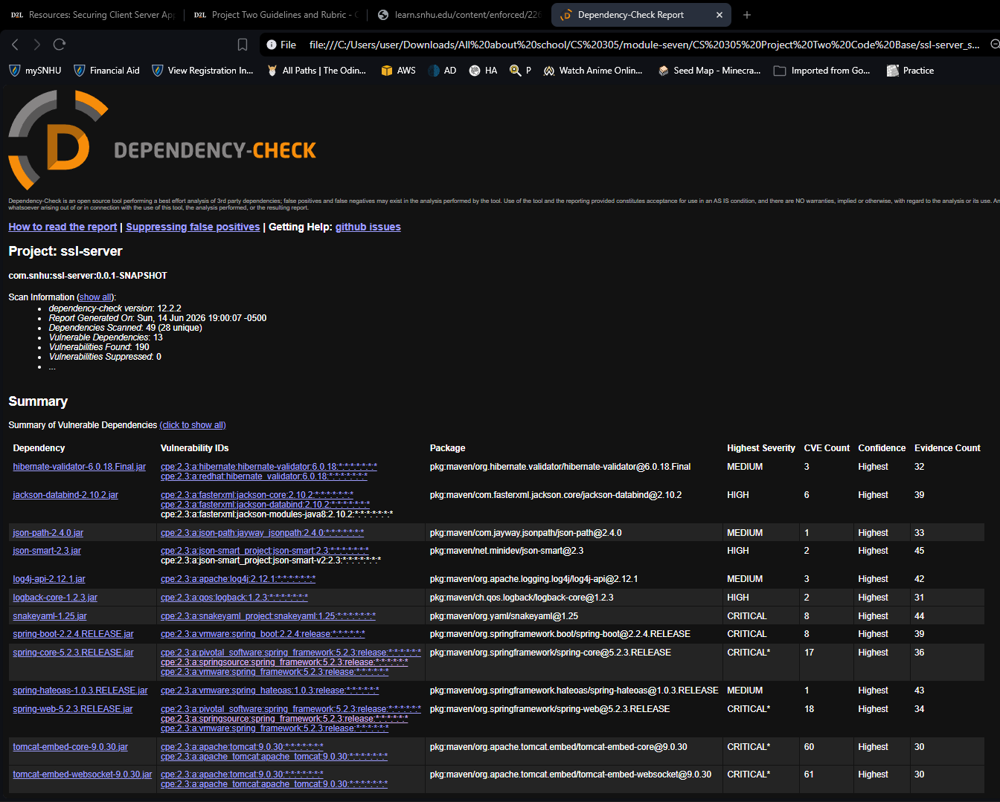 D2L Resources: Securing Client Server Ap
D2L Project Two Guidelines and Rubric - C
learn.snhu.edu/content/enforced/226
Dependency-Check Report
File file:///C:/Users/user/Downloads/All%20about%20school/CS%20305/module-seven/CS%20305%20Project%20Two%20Code%20Base/ssl-server_s...
mySNHU Financial Aid View Registration In... All Paths | The Odin... AWS AD HA P Watch Anime Onlin... Seed Map - Minecra... Imported from Go... Practice
D DEPENDENCY-CHECK
Dependency-Check is an open source tool performing a best effort analysis of 3rd party dependencies; false positives and false negatives may exist in the analysis performed by the tool. Use of the tool and the reporting provided constitutes acceptance for use in an AS IS condition, and there are NO warranties, implied or otherwise, with regard to the analysis or its use. An
whatsoever arising out of or in connection with the use of this tool, the analysis performed, or the resulting report.
How to read the report | Suppressing false positives | Getting Help: github issues
Project: ssl-server
com.snhu:ssl-server:0.0.1-SNAPSHOT
Scan Information (show all):
• dependency-check version: 12.2.2
• Report Generated On: Sun, 14 Jun 2026 19:00:07 -0500
• Dependencies Scanned: 49 (28 unique)
• Vulnerable Dependencies: 13
• Vulnerabilities Found: 190
• Vulnerabilities Suppressed: 0
• ...
Summary
Summary of Vulnerable Dependencies (click to show all)
Dependency Vulnerability IDs Package Highest Severity CVE Count Confidence Evidence Count
hibernate-validator-6.0.18.Final.jar cpe:2.3:a:hibernate:hibernate-validator:6.0.18:*:*:*:*:*:*:* pkg:maven/org.hibernate.validator/hibernate-validator@6.0.18.Final MEDIUM 3 Highest 32
cpe:2.3:a:redhat:hibernate_validator:6.0.18:*:*:*:*:*:*:*
jackson-databind-2.10.2.jar cpe:2.3:a:fasterxml:jackson-core:2.10.2:*:*:*:*:*:*:* pkg:maven/com.fasterxml.jackson.core/jackson-databind@2.10.2 HIGH 6 Highest 39
cpe:2.3:a:fasterxml:jackson-databind:2.10.2:*:*:*:*:*:*:*
cpe:2.3:a:fasterxml:jackson-modules-java8:2.10.2:*:*:*:*:*:*:*
json-path-2.4.0.jar cpe:2.3:a:json-path:jayway_jsonpath:2.4.0:*:*:*:*:*:*:* pkg:maven/com.jayway.jsonpath/json-path@2.4.0 MEDIUM 1 Highest 33
json-smart-2.3.jar cpe:2.3:a:json-smart_project:json-smart:2.3:*:*:*:*:*:*:* pkg:maven/net.minidev/json-smart@2.3 HIGH 2 Highest 45
cpe:2.3:a:json-smart_project:json-smart-v2:2.3:*:*:*:*:*:*:*
log4j-api-2.12.1.jar cpe:2.3:a:apache:log4j:2.12.1:*:*:*:*:*:*:* pkg:maven/org.apache.logging.log4j/log4j-api@2.12.1 MEDIUM 3 Highest 42
logback-core-1.2.3.jar cpe:2.3:a:qos:logback:1.2.3:*:*:*:*:*:*:* pkg:maven/ch.qos.logback/logback-core@1.2.3 HIGH 2 Highest 31
snakeyaml-1.25.jar cpe:2.3:a:snakeyaml_project:snakeyaml:1.25:*:*:*:*:*:*:* pkg:maven/org.yaml/snakeyaml@1.25 CRITICAL 8 Highest 44
spring-boot-2.2.4.RELEASE.jar cpe:2.3:a:vmware:spring_boot:2.2.4:release:*:*:*:*:*:* pkg:maven/org.springframework.boot/spring-boot@2.2.4.RELEASE CRITICAL 8 Highest 39
spring-core-5.2.3.RELEASE.jar cpe:2.3:a:pivotal_software:spring_framework:5.2.3:release:*:*:*:*:*:* pkg:maven/org.springframework/spring-core@5.2.3.RELEASE CRITICAL* 17 Highest 36
cpe:2.3:a:springsource:spring_framework:5.2.3:release:*:*:*:*:*:*
cpe:2.3:a:vmware:spring_framework:5.2.3:release:*:*:*:*:*:*
spring-hateoas-1.0.3.RELEASE.jar cpe:2.3:a:vmware:spring_hateoas:1.0.3:release:*:*:*:*:*:* pkg:maven/org.springframework.hateoas/spring-hateoas@1.0.3.RELEASE MEDIUM 1 Highest 43
spring-web-5.2.3.RELEASE.jar cpe:2.3:a:pivotal_software:spring_framework:5.2.3:release:*:*:*:*:*:* pkg:maven/org.springframework/spring-web@5.2.3.RELEASE CRITICAL* 18 Highest 34
cpe:2.3:a:springsource:spring_framework:5.2.3:release:*:*:*:*:*:*
cpe:2.3:a:vmware:spring_framework:5.2.3:release:*:*:*:*:*:*
tomcat-embed-core-9.0.30.jar cpe:2.3:a:apache:tomcat:9.0.30:*:*:*:*:*:*:* pkg:maven/org.apache.tomcat.embed/tomcat-embed-core@9.0.30 CRITICAL* 60 Highest 30
cpe:2.3:a:apache_tomcat:apache_tomcat:9.0.30:*:*:*:*:*:*:*
tomcat-embed-websocket-9.0.30.jar cpe:2.3:a:apache:tomcat:9.0.30:*:*:*:*:*:*:* pkg:maven/org.apache.tomcat.embed/tomcat-embed-websocket@9.0.30 CRITICAL* 61 Highest 30
cpe:2.3:a:apache_tomcat:apache_tomcat:9.0.30:*:*:*:*:*:*:*